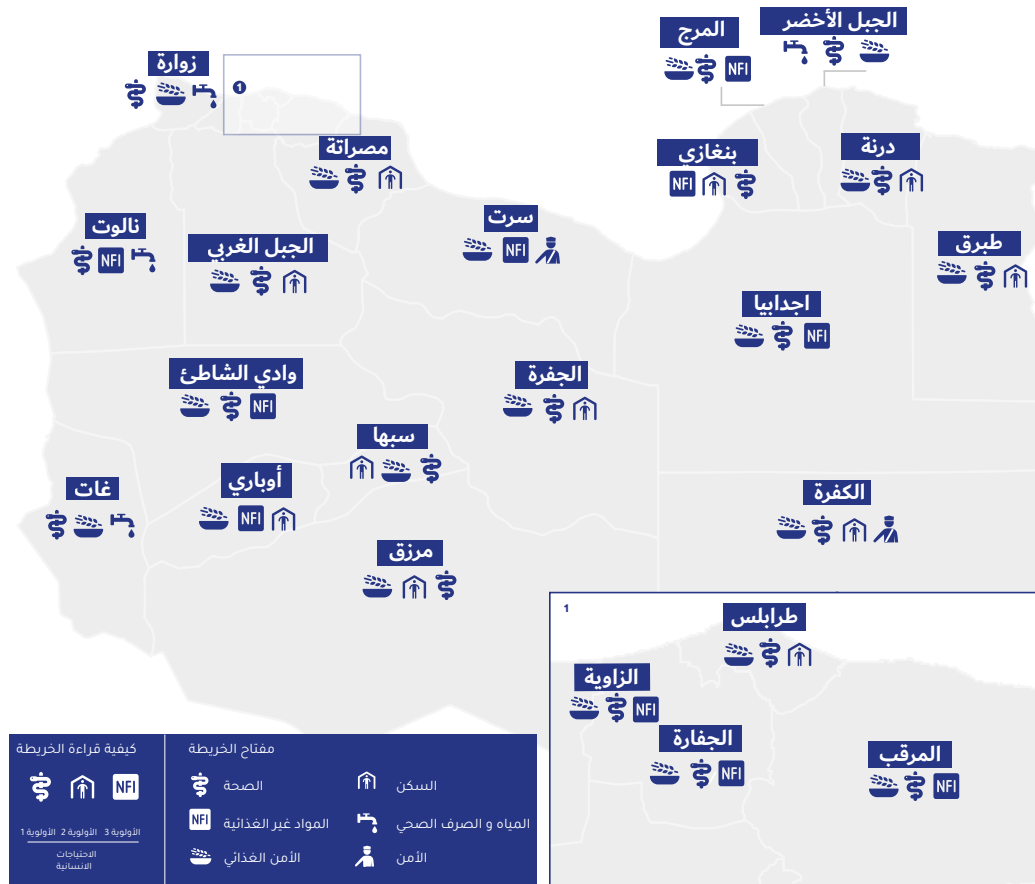 الجبل الأخضر
المرج
NFI
زوارة
1
مصراتة
بنغازي
NFI
درنة
نالوت
NFI
الجبل الغربي
سرت
NFI
طبرق
اجدابيا
NFI
وادي الشاطئ
NFI
الجفرة
سبها
غات
أوباري
NFI
الكفرة
مرزق
1
طرابلس
الزاوية
NFI
الجفارة
NFI
المرقب
NFI
كيفية قراءة الخريطة
NFI
الأولوية 1 الأولوية 2 الأولوية 3
الاحتياجات
الانسانية
مفتاح الخريطة
الصحة
السكن
NFI
المواد غير الغذائية
المياه و الصرف الصحي
الأمن الغذائي
الأمن